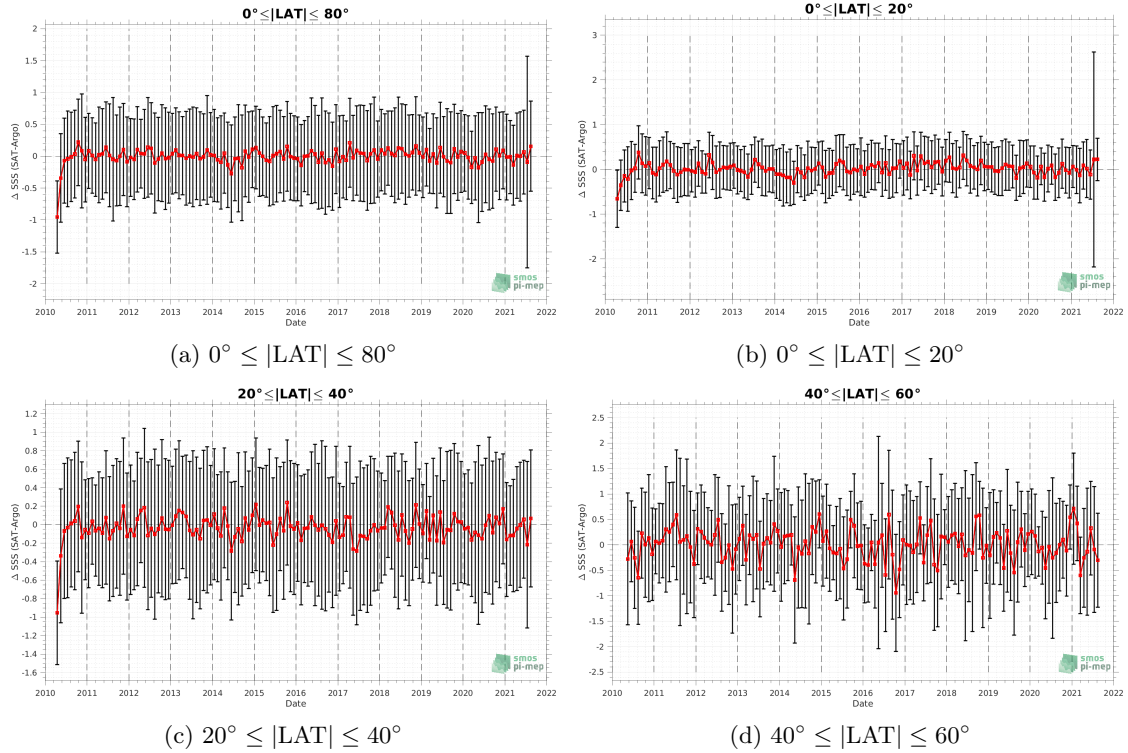 0°≤|LAT|≤ 80°
Δ SSS (SAT-Argo)
2
1.5
1
0.5
0
-0.5
-1
-1.5
-2
2010 2011 2012 2013 2014 2015 2016 2017 2018 2019 2020 2021 2022
Date
smos
pi-mep
(a) 0° ≤ |LAT| ≤ 80°
0°≤|LAT|≤ 20°
Δ SSS (SAT-Argo)
3
2
1
0
-1
-2
2010 2011 2012 2013 2014 2015 2016 2017 2018 2019 2020 2021 2022
Date
smos
pi-mep
(b) 0° ≤ |LAT| ≤ 20°
20°≤|LAT|≤ 40°
Δ SSS (SAT-Argo)
1.2
1
0.8
0.6
0.4
0.2
0
-0.2
-0.4
-0.6
-0.8
-1
-1.2
-1.4
-1.6
2010 2011 2012 2013 2014 2015 2016 2017 2018 2019 2020 2021 2022
Date
smos
pi-mep
(c) 20° ≤ |LAT| ≤ 40°
40°≤|LAT|≤ 60°
Δ SSS (SAT-Argo)
2.5
2
1.5
1
0.5
0
-0.5
-1
-1.5
-2
-2.5
2010 2011 2012 2013 2014 2015 2016 2017 2018 2019 2020 2021 2022
Date
smos
pi-mep
(d) 40° ≤ |LAT| ≤ 60°